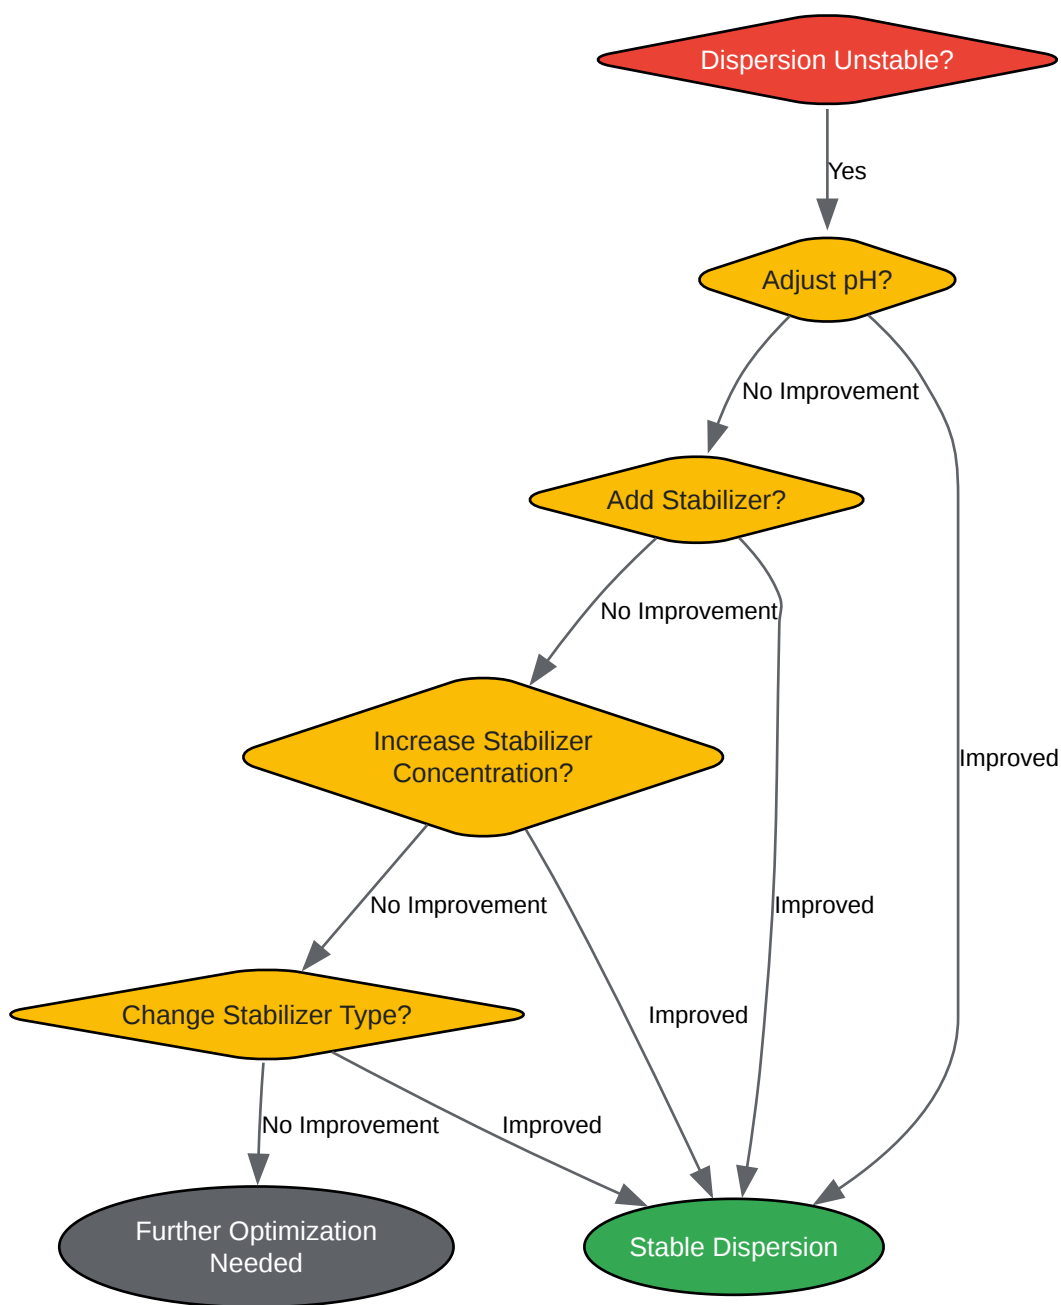 Dispersion Unstable?
Yes
Adjust pH?
No Improvement
Add Stabilizer?
No Improvement
Increase Stabilizer
Concentration?
Improved
No Improvement
Improved
Change Stabilizer Type?
Improved
No Improvement
Improved
Further Optimization
Needed
Stable Dispersion